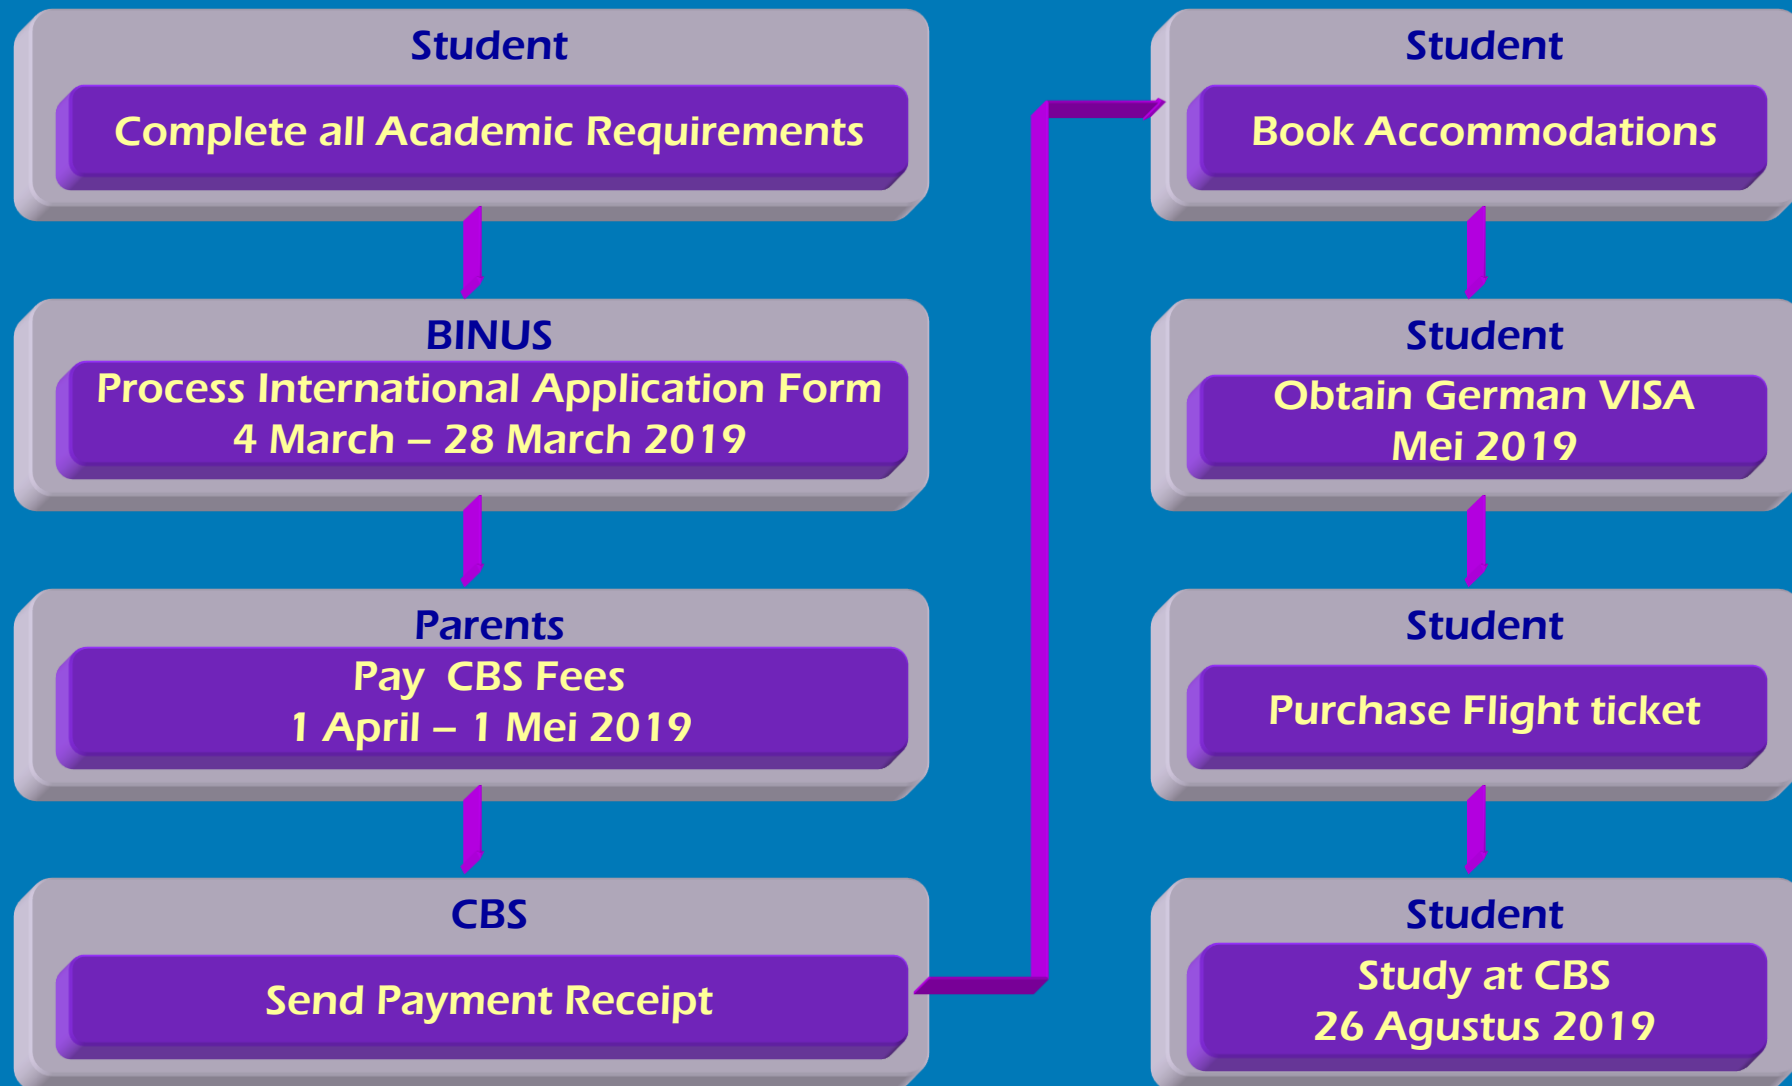 Student
Complete all Academic Requirements
BINUS
Process International Application Form
4 March – 28 March 2019
Parents
Pay  CBS Fees
1 April – 1 Mei 2019
CBS
Send Payment Receipt
Student
Book Accommodations
Student
Obtain German VISA
Mei 2019
Student
Purchase Flight ticket
Student
Study at CBS
26 Agustus 2019